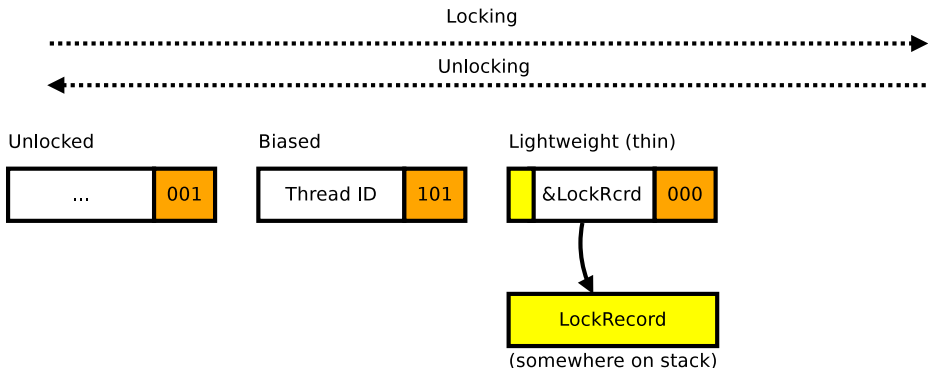 Locking
Unlocking
Unlocked
Biased
Lightweight (thin)
... 001
Thread ID 101
&LockRcrd 000
LockRecord
(somewhere on stack)